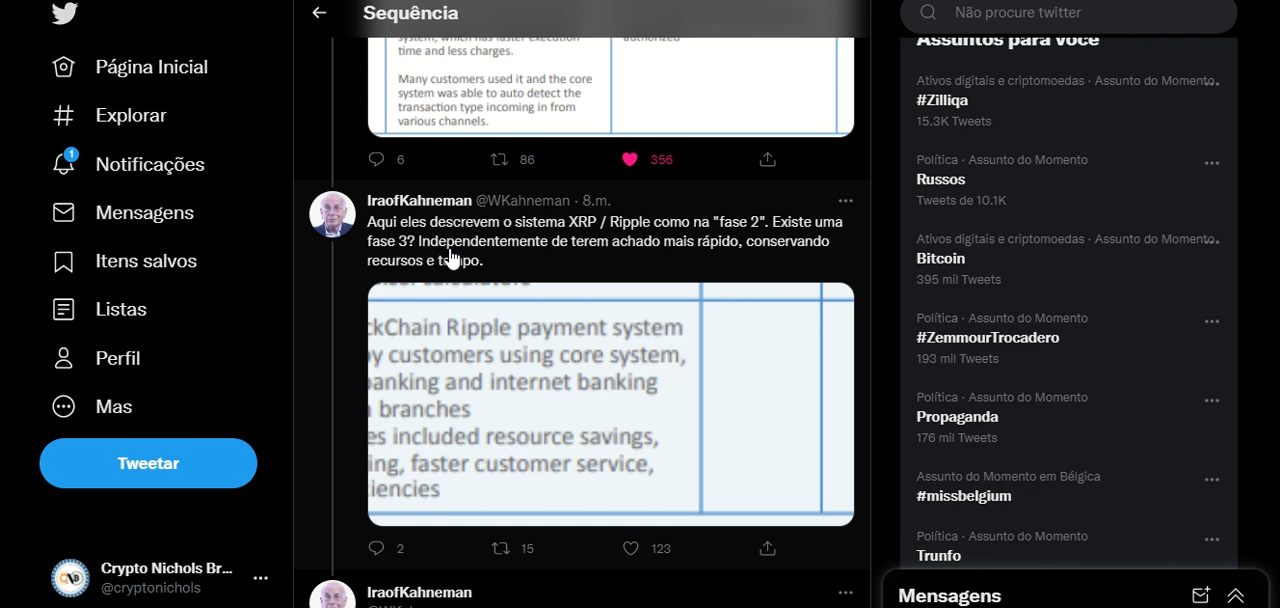 Página Inicial
Explorar
1
Notificações
Mensagens
Itens salvos
Listas
Perfil
Mas
Tweetar
Crypto Nichols Br...
@cryptonichols
Sequência
system, which has faster execution
time and less charges.
authorized
Many customers used it and the core
system was able to auto detect the
transaction type incoming in from
various channels.
6
86
356
IraofKahneman @WKahneman · 8.m.
Aqui eles descrevem o sistema XRP / Ripple como na "fase 2". Existe uma
fase 3? Independentemente de terem achado mais rápido, conservando
recursos e tempo.
ckChain Ripple payment system
by customers using core system,
banking and internet banking
branches
es included resource savings,
ing, faster customer service,
iencies
2
15
123
IraofKahneman
Não procure twitter
Assuntos para você
Ativos digitais e criptomoedas · Assunto do Momento
#Zilliqa
15.3K Tweets
Política · Assunto do Momento
Russos
Tweets de 10.1K
Ativos digitais e criptomoedas · Assunto do Momento
Bitcoin
395 mil Tweets
Política · Assunto do Momento
#ZemmourTrocadero
193 mil Tweets
Política · Assunto do Momento
Propaganda
176 mil Tweets
Assunto do Momento em Bélgica
#missbelgium
Política · Assunto do Momento
Trunfo
Mensagens